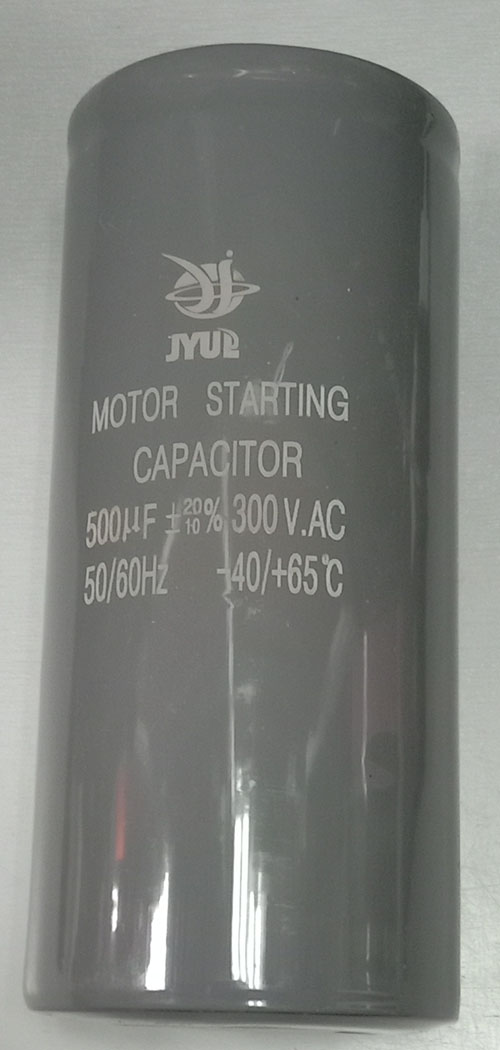 JYUL
MOTOR STARTING
CAPACITOR
500µF ±20/10% 300V.AC
50/60Hz -40/+65℃